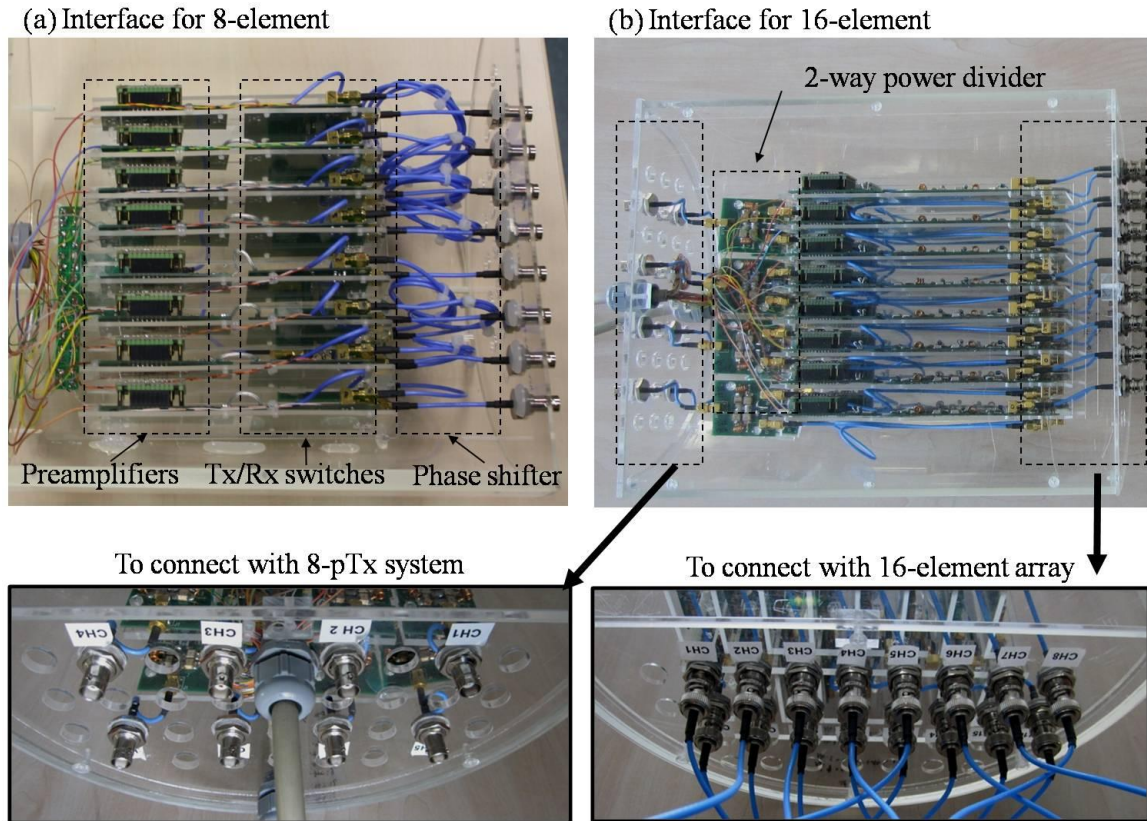 (a) Interface for 8-element
(b) Interface for 16-element
2-way power divider
Preamplifiers
Tx/Rx switches
Phase shifter
To connect with 8-pTx system
To connect with 16-element array
CH4
CH3
CH 2
CH1
CH1
CH2
CH3
CH4
CH5
CH6
CH7
CH8